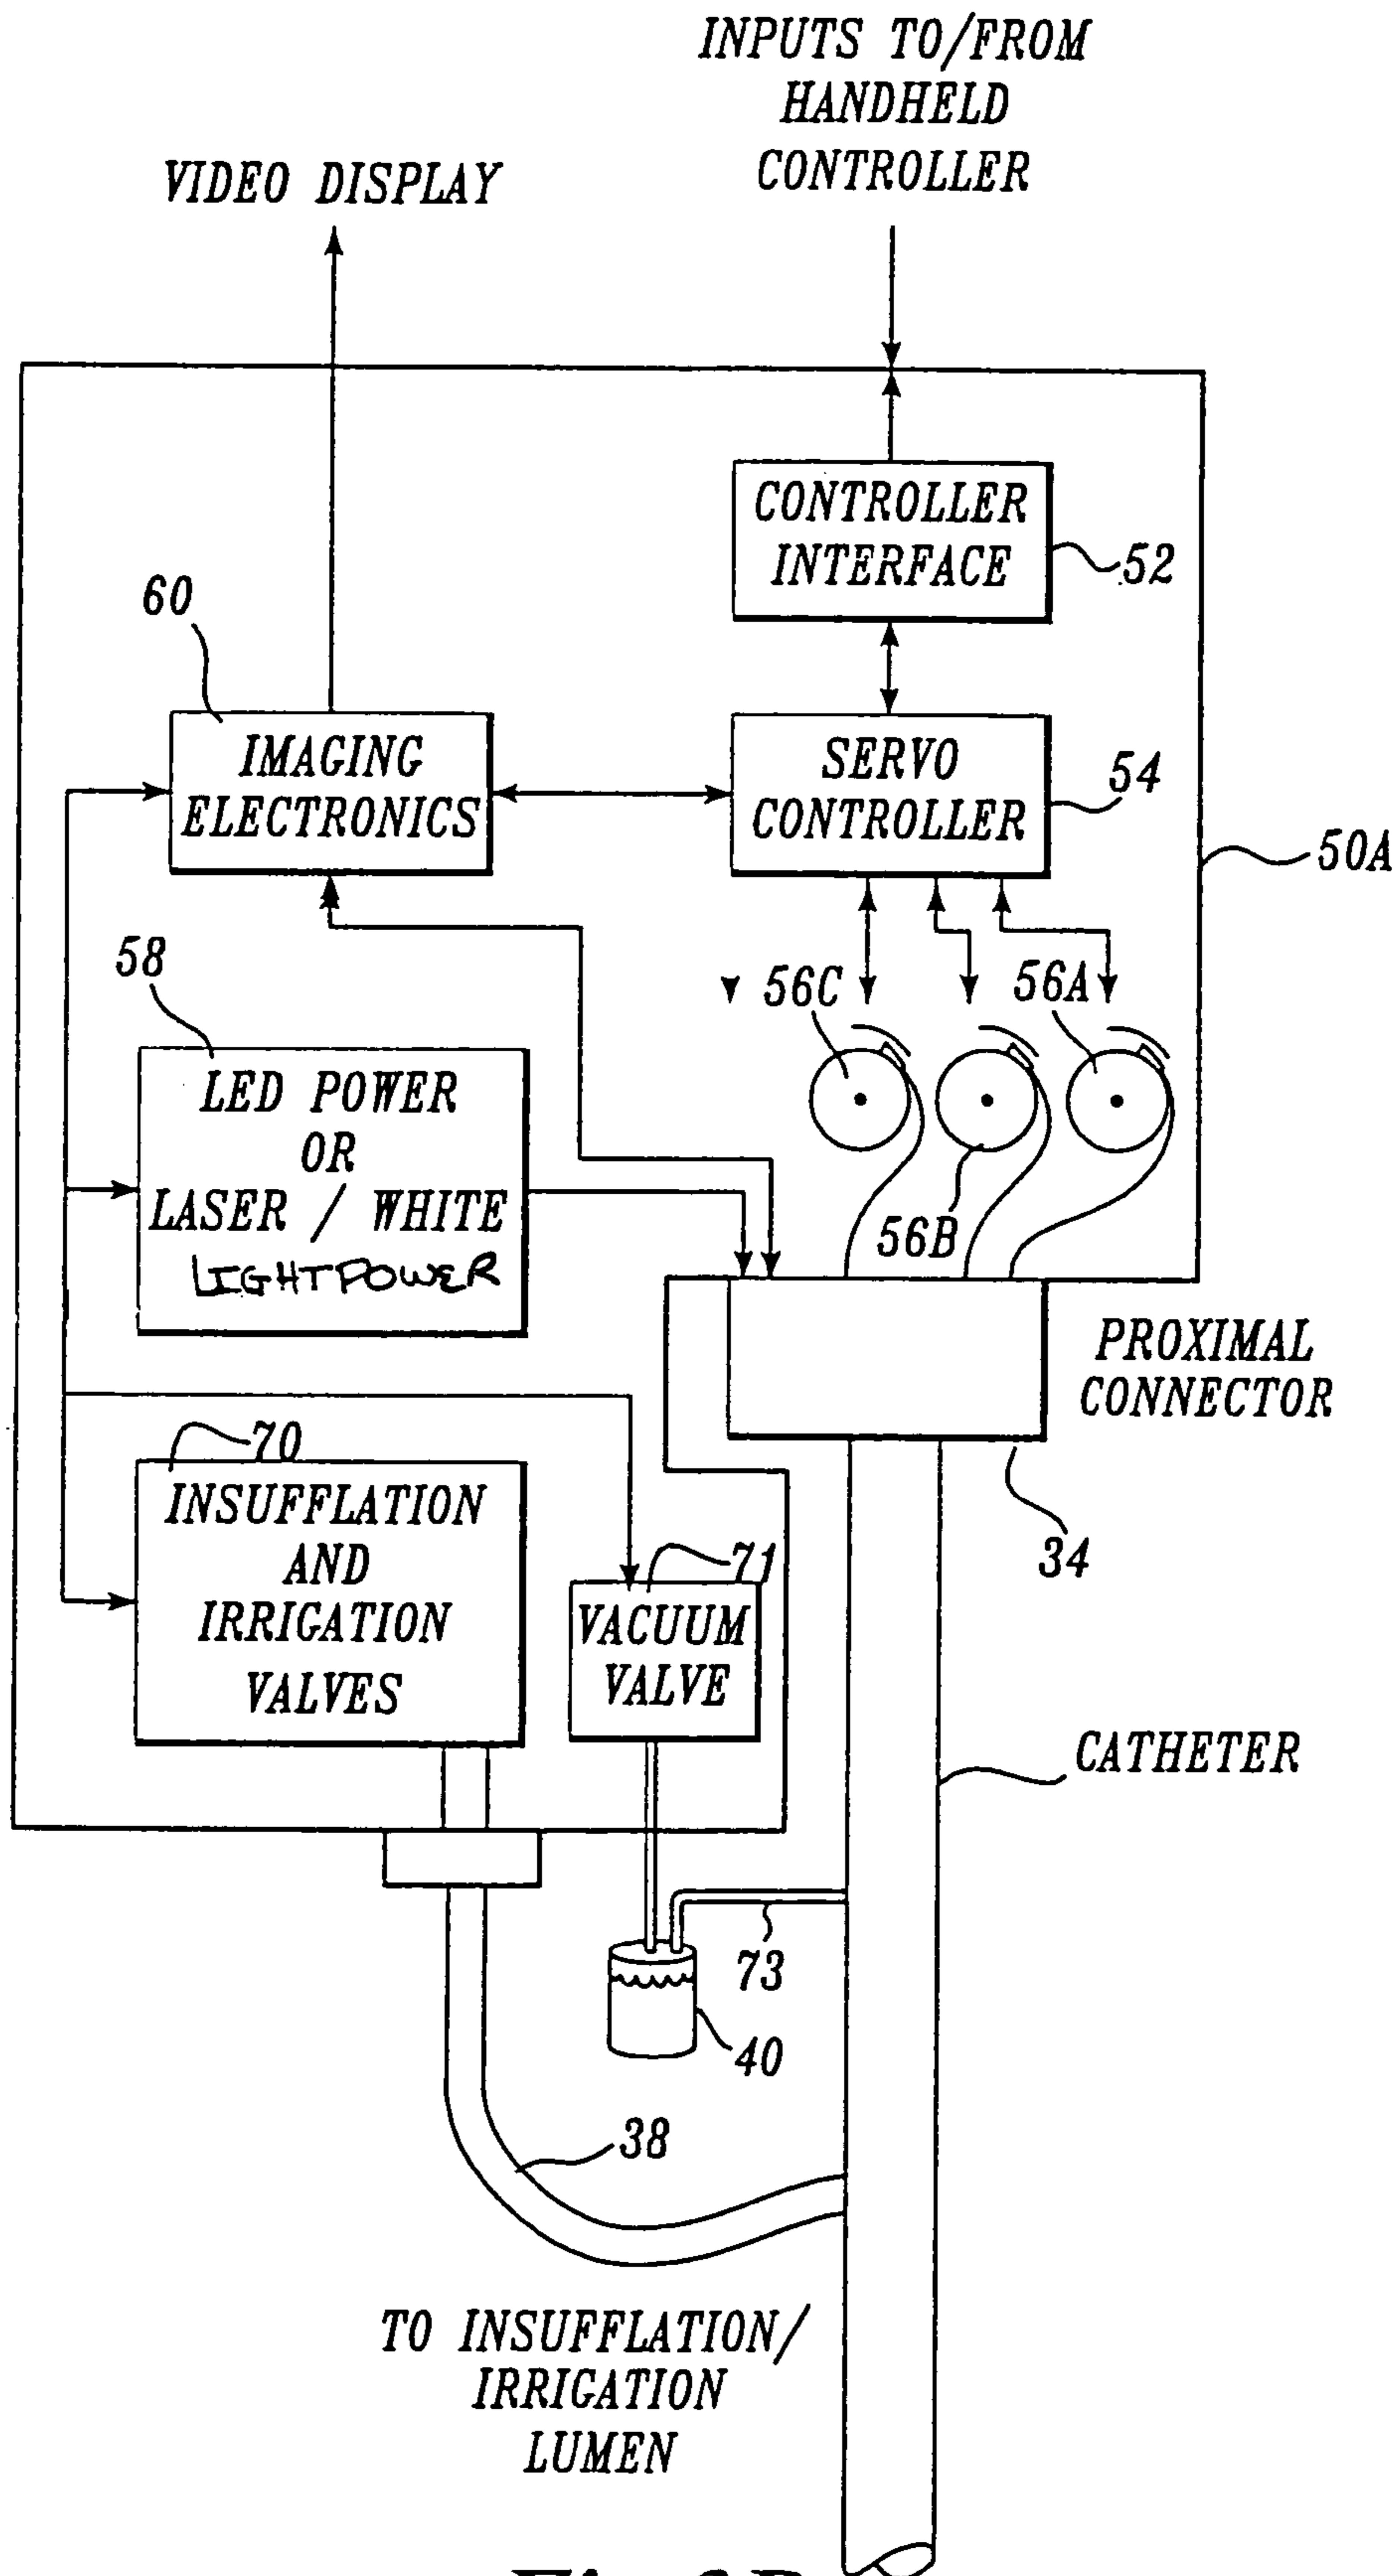 INPUTS TO/FROM
HANDHELD
CONTROLLER
VIDEO DISPLAY
CONTROLLER
INTERFACE
52
60
IMAGING
ELECTRONICS
SERVO
CONTROLLER
54
50A
58
56C
56A
LED POWER
OR
LASER / WHITE
LIGHTPOWER
56B
PROXIMAL
CONNECTOR
70
INSUFFLATION
AND
IRRIGATION
VALVES
71
VACUUM
VALVE
34
CATHETER
73
40
38
TO INSUFFLATION/
IRRIGATION
LUMEN